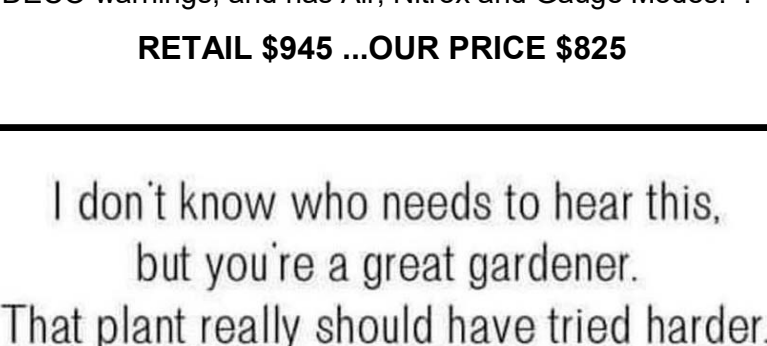 warnings, and has Air, Nitrox and Gauge Modes.
RETAIL $945 ...OUR PRICE $825
I don't know who needs to hear this,
but you're a great gardener.
That plant really should have tried harder.